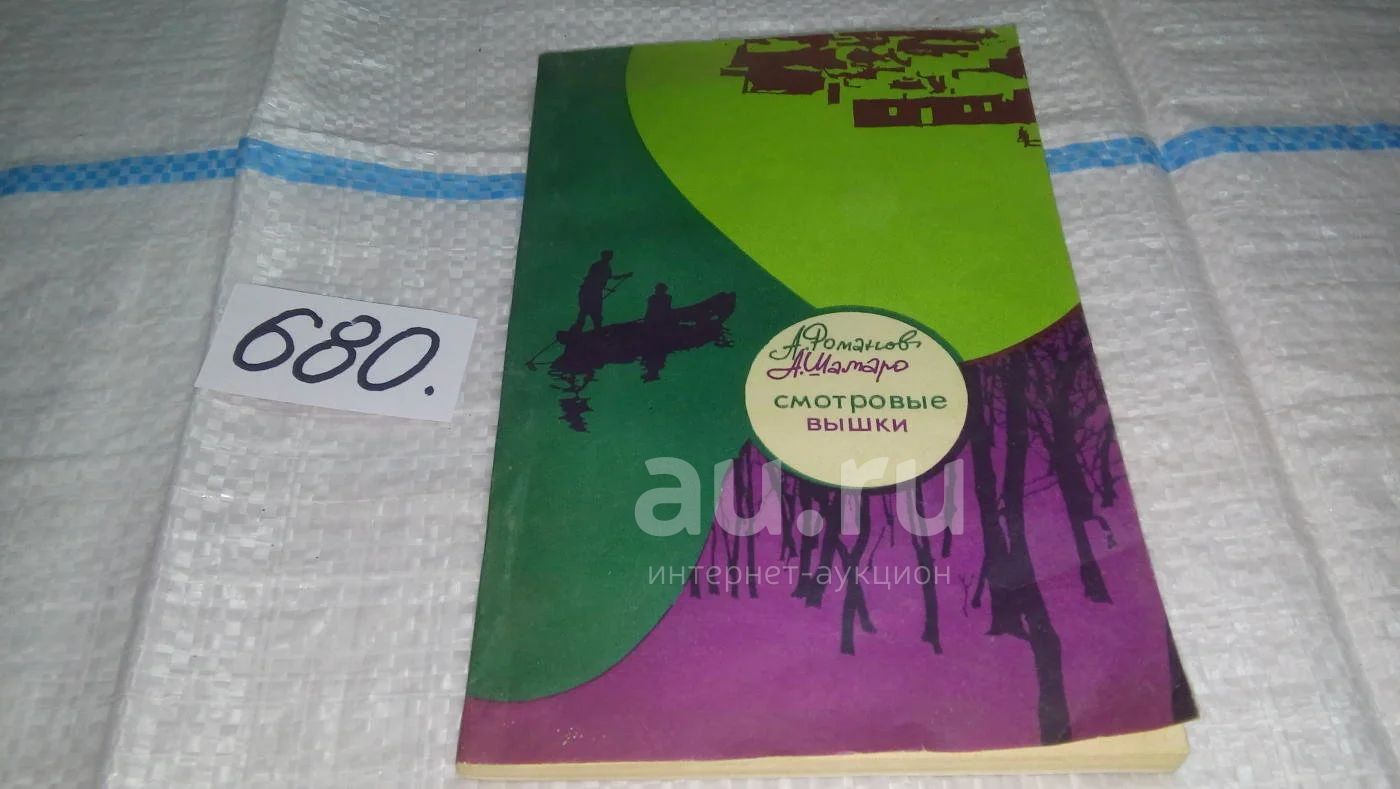 680.
А. Романов,
А. Шамаро
смотровые
вышки
au.ru
интернет-аукцион